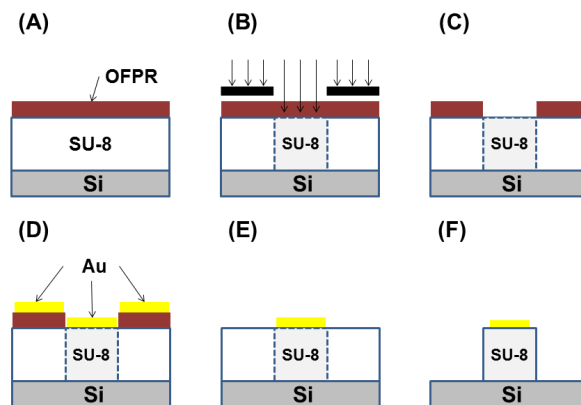 (A)
(B)
(C)
OFPR
SU-8
Si
SU-8
Si
SU-8
Si
(D)
(E)
(F)
Au
SU-8
Si
SU-8
Si
SU-8
Si